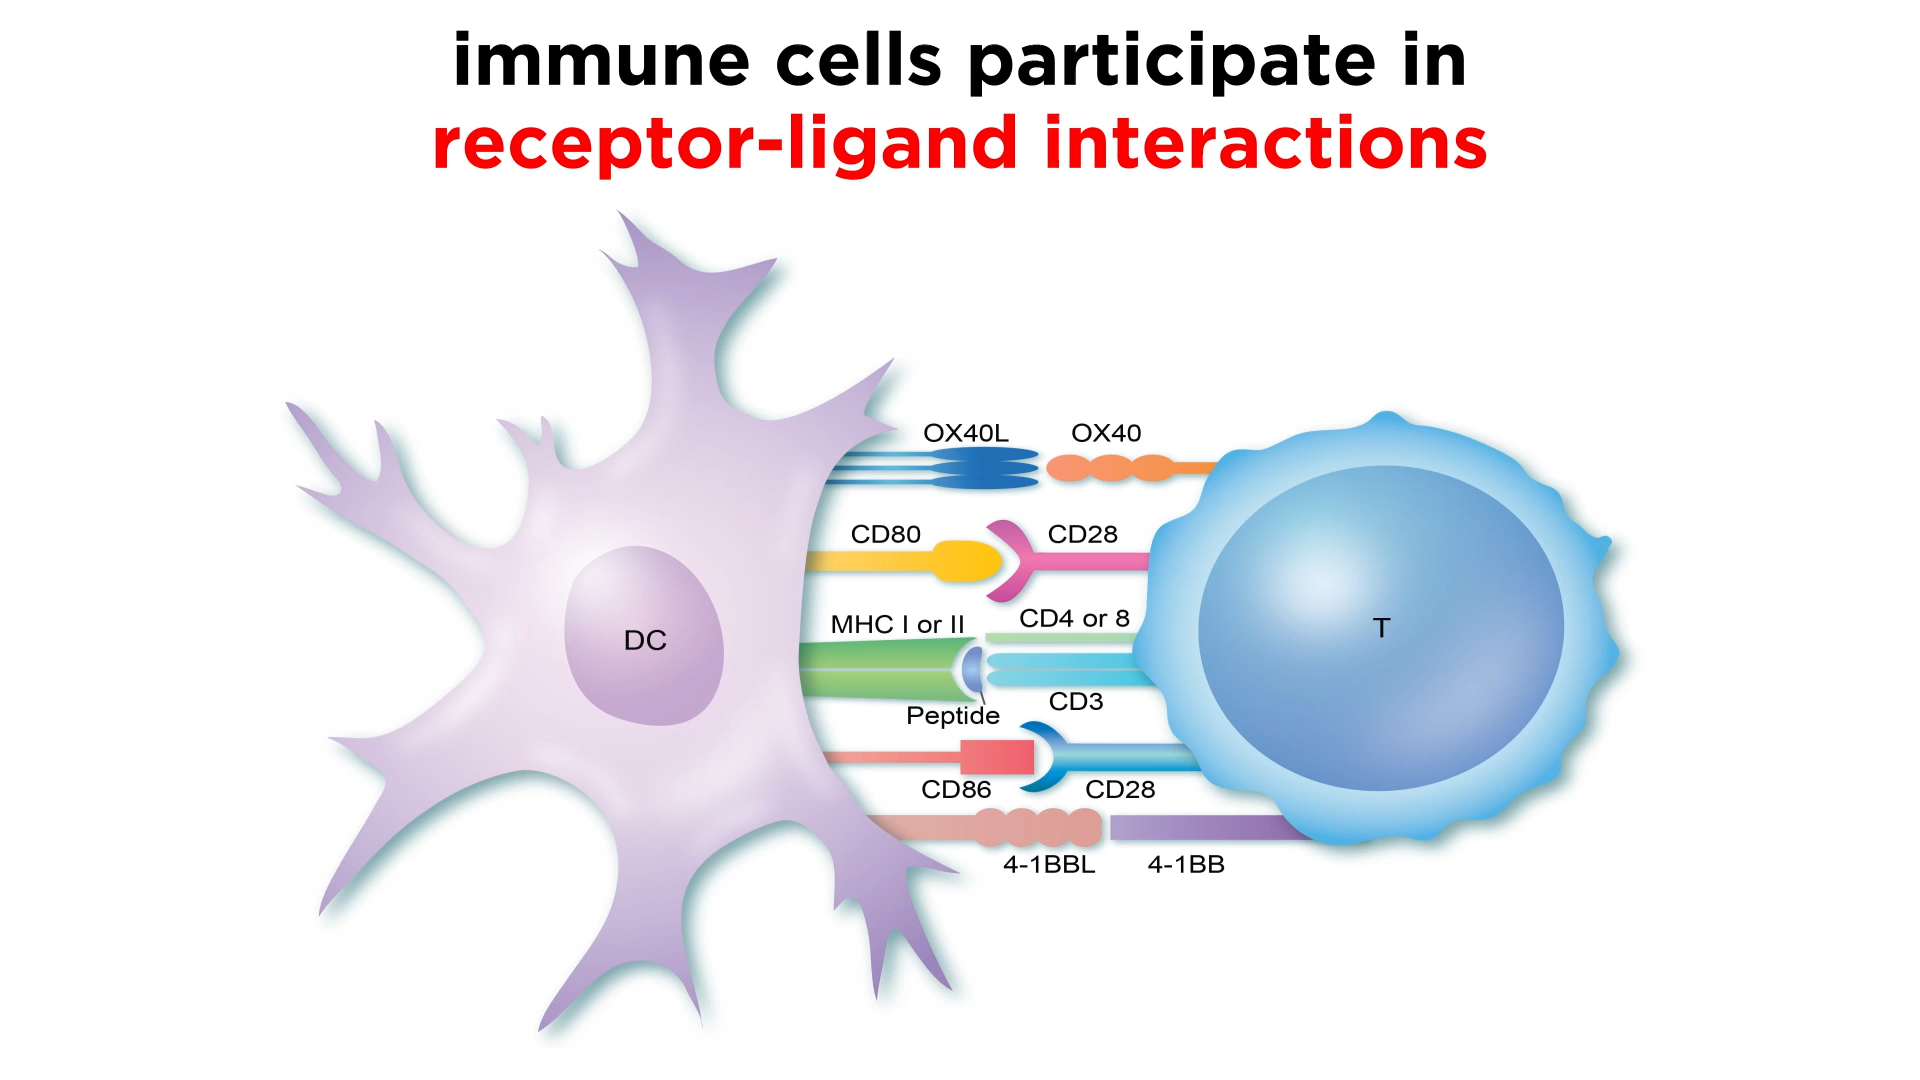 immune cells participate in
receptor-ligand interactions
OX40L OX40
CD80 CD28
MHC I or II CD4 or 8
DC T
Peptide CD3
CD86 CD28
4-1BBL 4-1BB